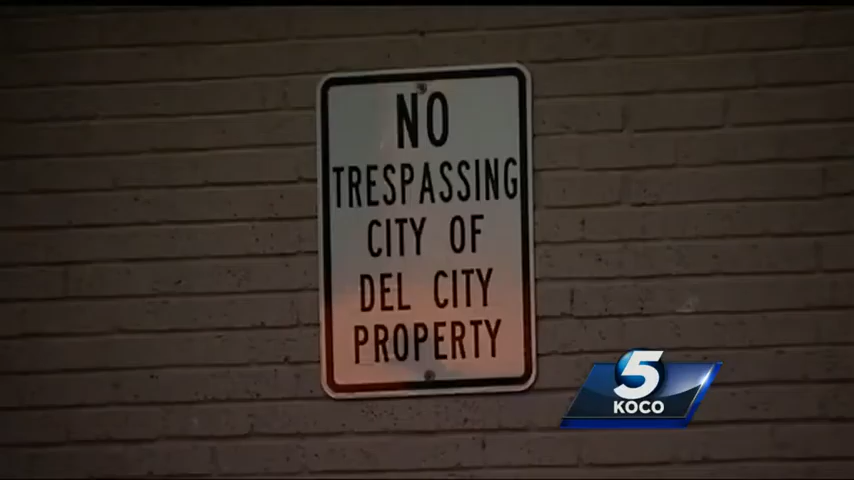 NO
TRESPASSING
CITY OF
DEL CITY
PROPERTY
5
KOCO